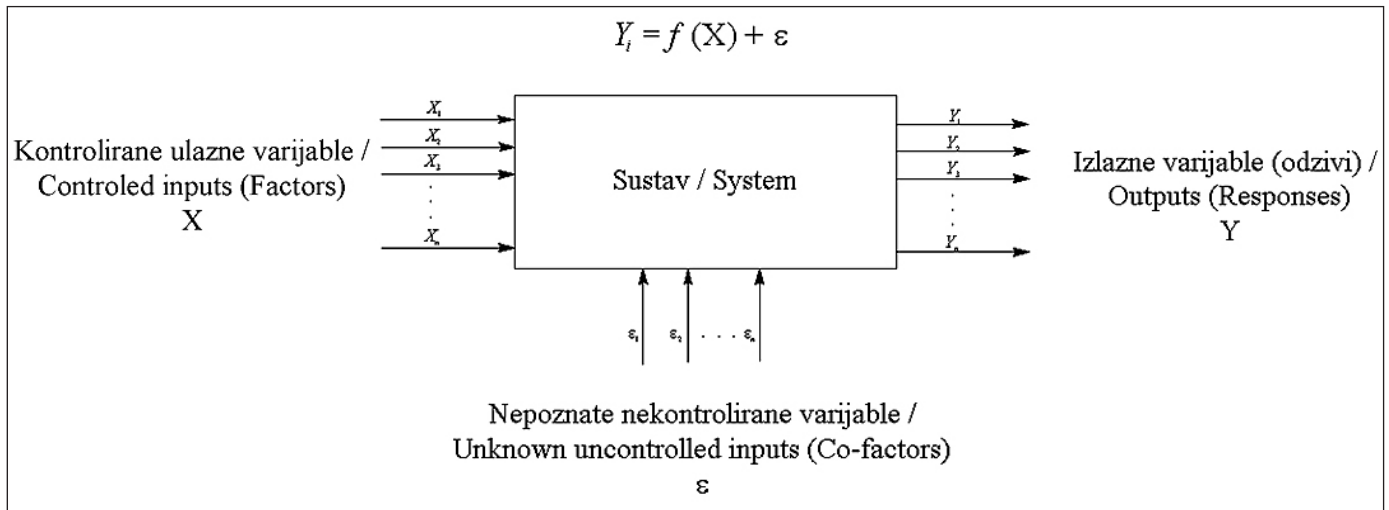 Y_i = f (X) + ε
Kontrolirane ulazne varijable /
Controled inputs (Factors)
X
X₁
X₂
X₃
.
.
.
Xₙ
Sustav / System
Y₁
Y₂
Y₃
.
.
.
.
Yₙ
Izlazne varijable (odzivi) /
Outputs (Responses)
Y
ε₁ ε₂ . . . εₙ
Nepoznate nekontrolirane varijable /
Unknown uncontrolled inputs (Co-factors)
ε